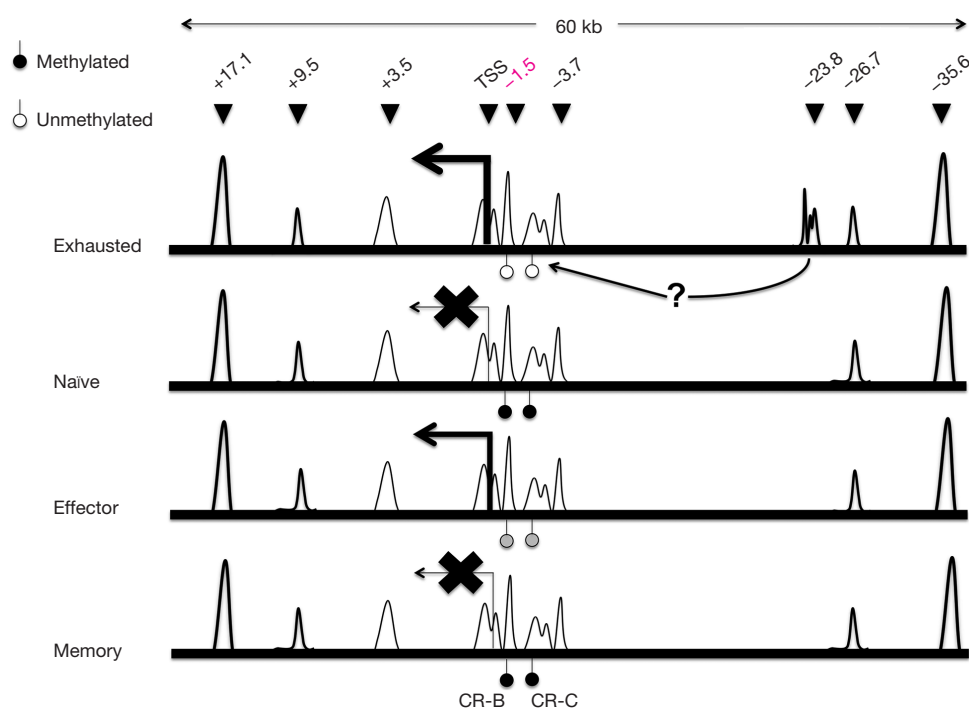 60 kb
Methylated
Unmethylated
+17.1 +9.5 +3.5 TSS −1.5 −3.7 −23.8 −26.7 −35.6
Exhausted
?
Naïve
Effector
Memory
CR-B CR-C